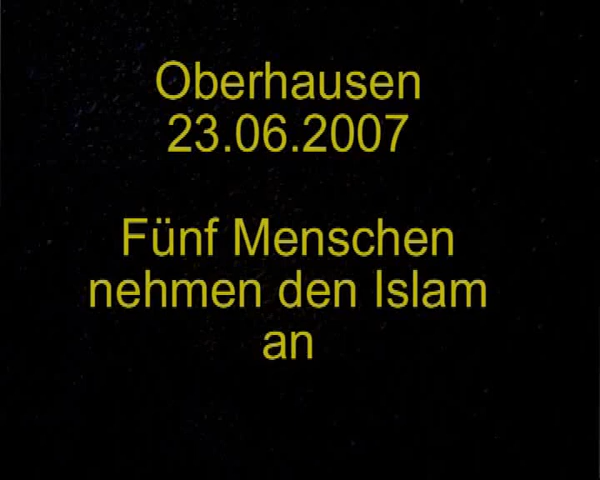 Oberhausen
23.06.2007
Fünf Menschen
nehmen den Islam
an